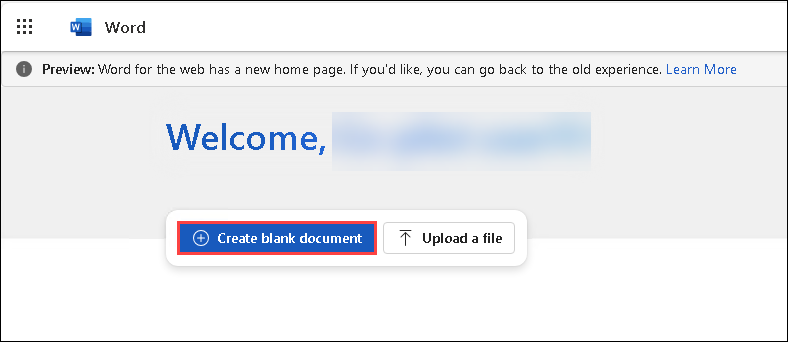 Word
Preview: Word for the web has a new home page. If you'd like, you can go back to the old experience. Learn More
Welcome,
Create blank document
Upload a file